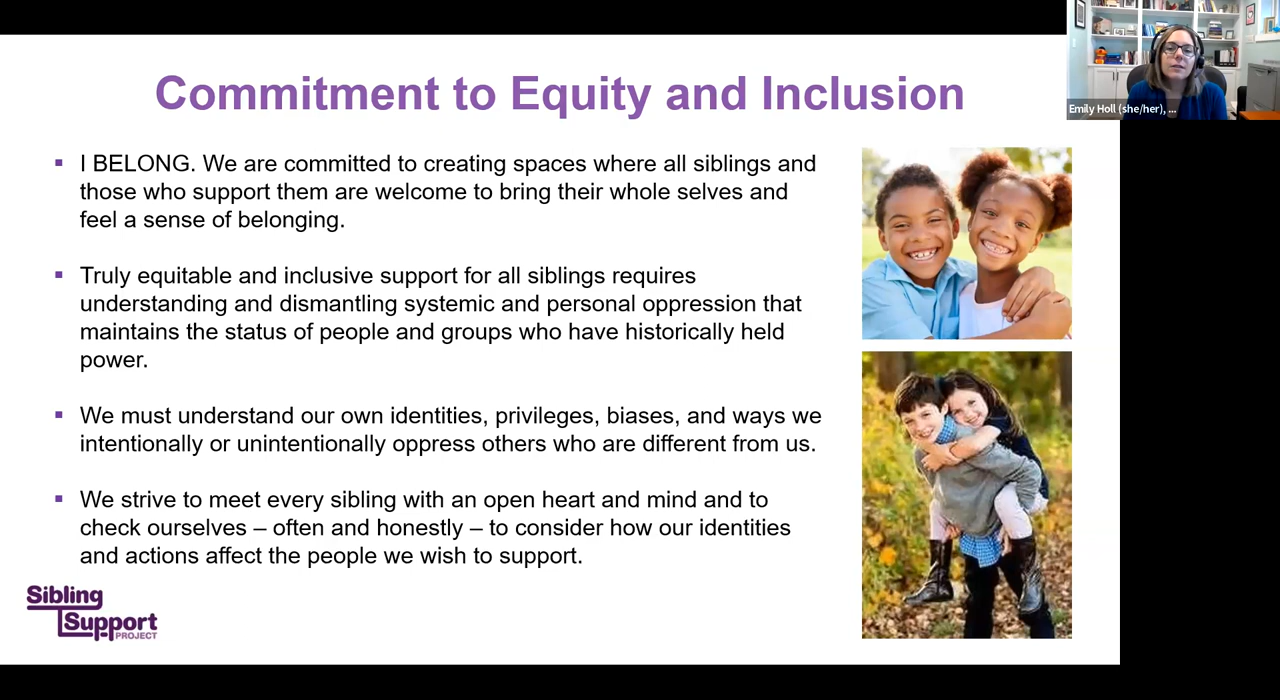 Commitment to Equity and Inclusion
Emily Holl (she/her), ...
▪ I BELONG. We are committed to creating spaces where all siblings and
those who support them are welcome to bring their whole selves and
feel a sense of belonging.
▪ Truly equitable and inclusive support for all siblings requires
understanding and dismantling systemic and personal oppression that
maintains the status of people and groups who have historically held
power.
▪ We must understand our own identities, privileges, biases, and ways we
intentionally or unintentionally oppress others who are different from us.
▪ We strive to meet every sibling with an open heart and mind and to
check ourselves – often and honestly – to consider how our identities
and actions affect the people we wish to support.
Sibling
Support
PROJECT